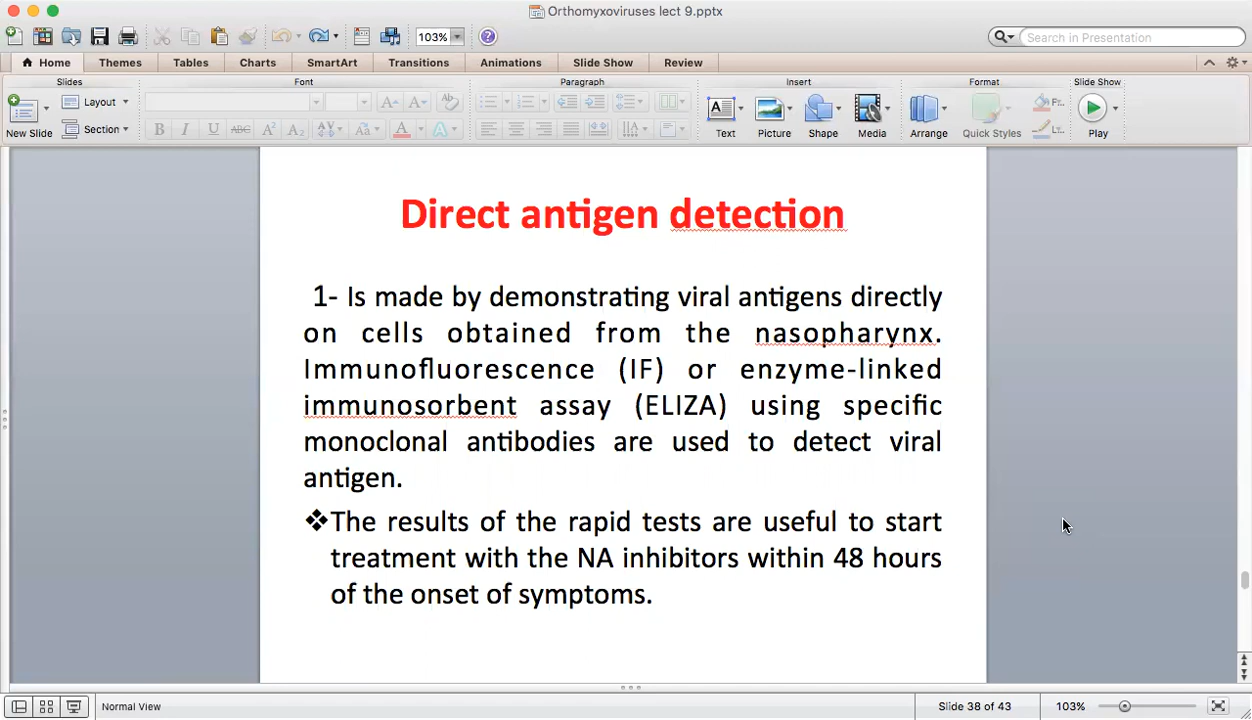 Orthomyxoviruses lect 9.pptx
103%
Search in Presentation
Home Themes Tables Charts SmartArt Transitions Animations Slide Show Review
Slides Font Paragraph Insert Format Slide Show
New Slide Layout Section
B I U ABC A² A₂ AV Aa A A
Text Picture Shape Media Arrange Quick Styles Play
Direct antigen detection
1- Is made by demonstrating viral antigens directly
on cells obtained from the nasopharynx.
Immunofluorescence (IF) or enzyme-linked
immunosorbent assay (ELIZA) using specific
monoclonal antibodies are used to detect viral
antigen.
❖The results of the rapid tests are useful to start
treatment with the NA inhibitors within 48 hours
of the onset of symptoms.
Normal View Slide 38 of 43 103%